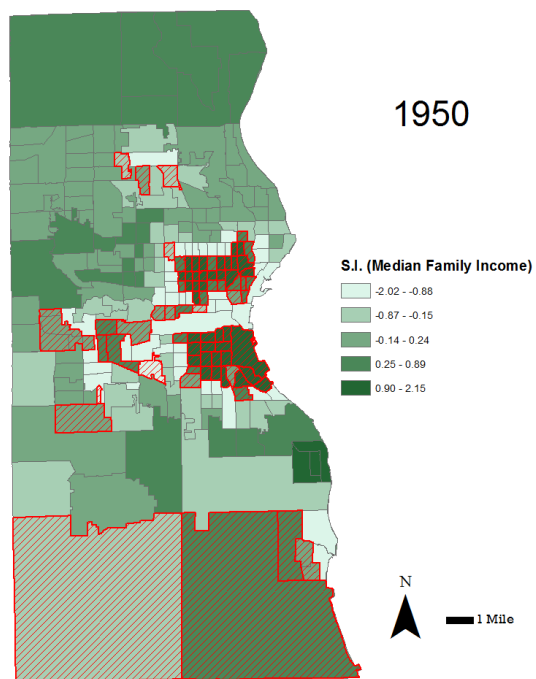 1950
S.I. (Median Family Income)
-2.02 - -0.88
-0.87 - -0.15
-0.14 - 0.24
0.25 - 0.89
0.90 - 2.15
N
1 Mile